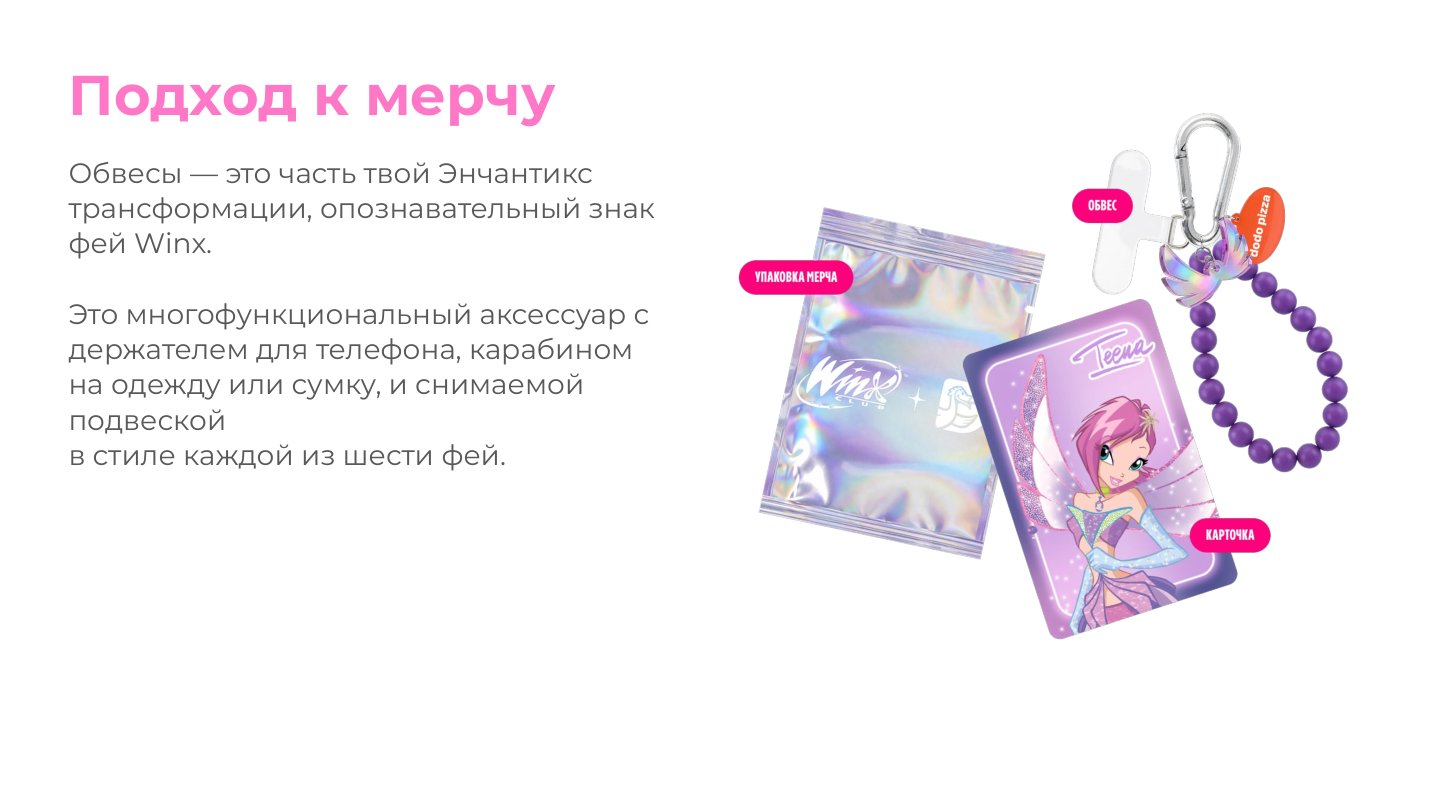 Подход к мерчу
Обвесы — это часть твой Энчантикс
трансформации, опознавательный знак
фей Winx.
Это многофункциональный аксессуар с
держателем для телефона, карабином
на одежду или сумку, и снимаемой
подвеской
в стиле каждой из шести фей.
ОБВЕС
dodo pizza
УПАКОВКА МЕРЧА
Winx
CLUB
Tecna
КАРТОЧКА